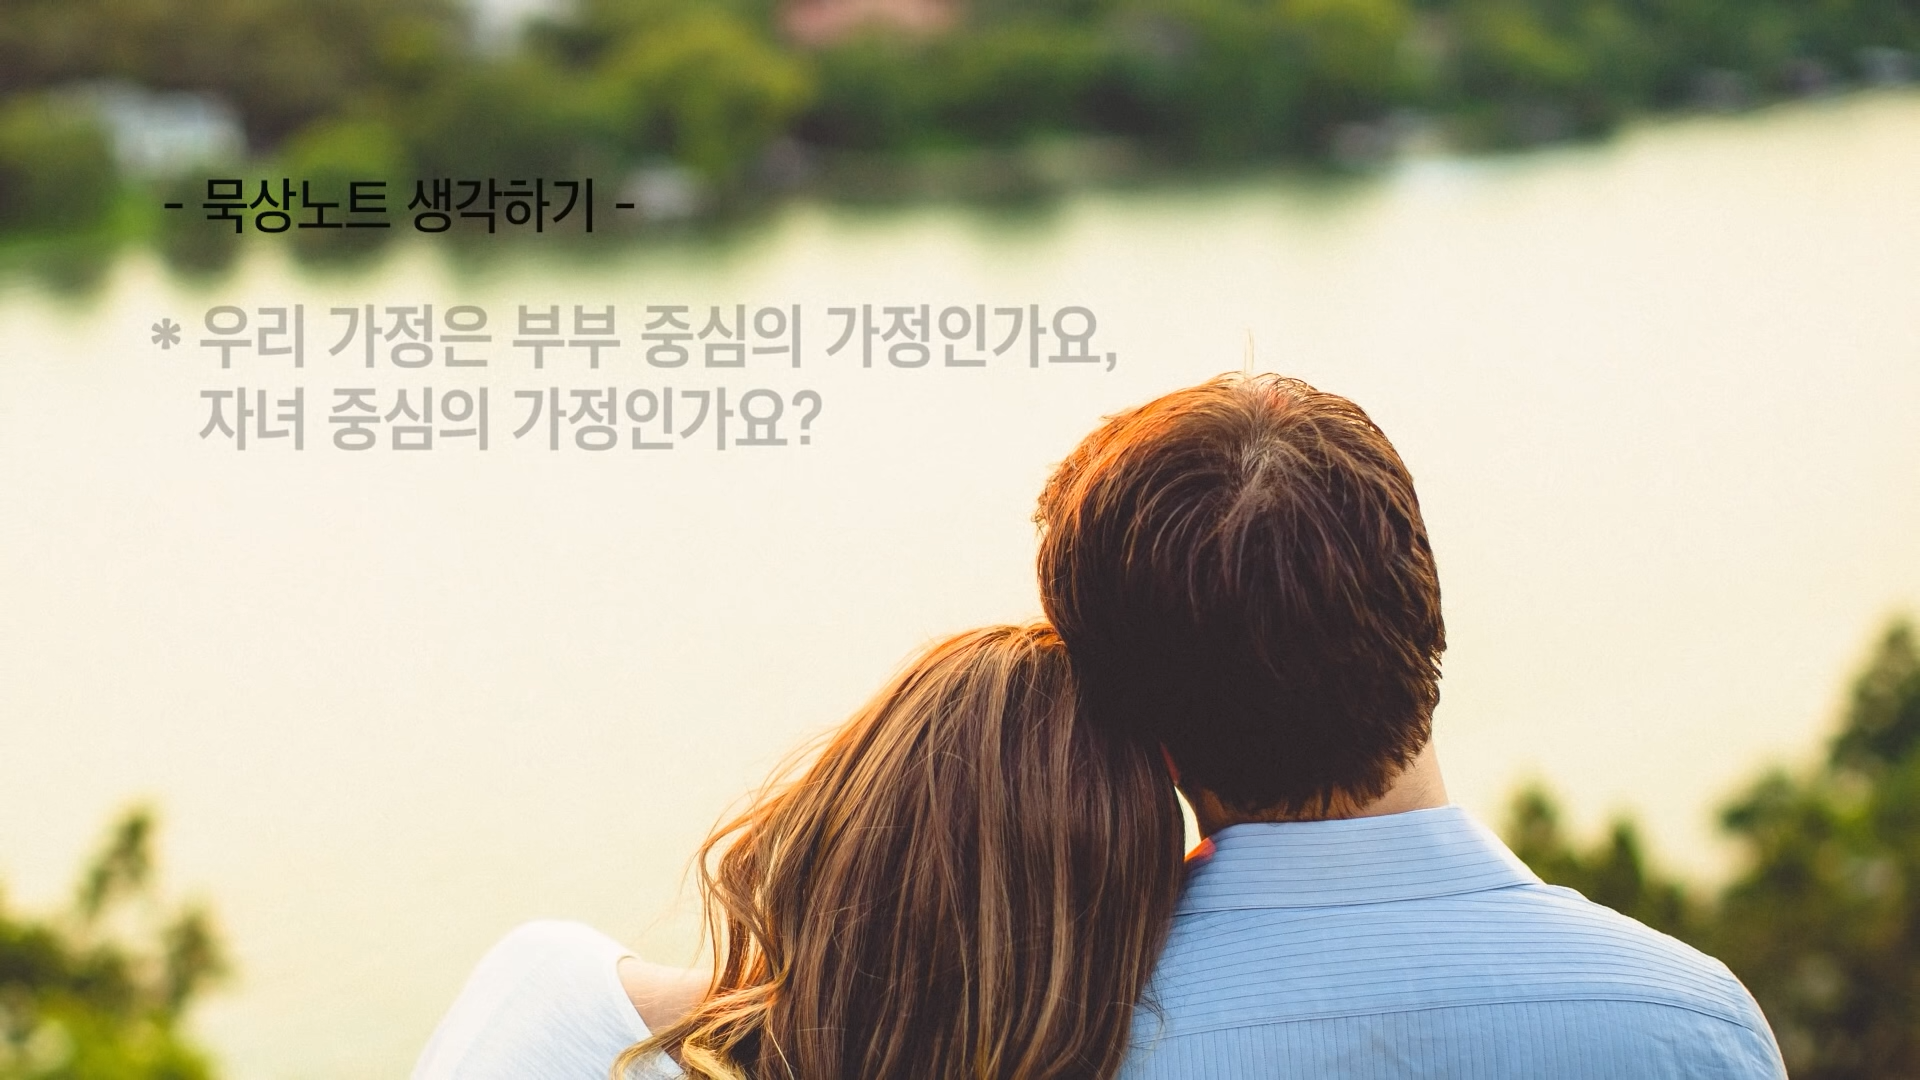 - 묵상노트 생각하기 -
* 우리 가정은 부부 중심의 가정인가요,
자녀 중심의 가정인가요?